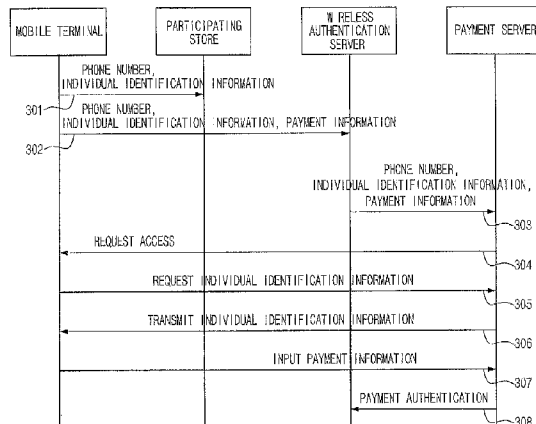 MOBILE TERMINAL
PARTICIPATING
STORE
WIRELESS
AUTHENTICATION
SERVER
PAYMENT SERVER
PHONE NUMBER,
INDIVIDUAL IDENTIFICATION INFORMATION
301
PHONE NUMBER,
INDIVIDUAL IDENTIFICATION INFORMATION, PAYMENT INFORMATION
302
PHONE NUMBER,
INDIVIDUAL IDENTIFICATION INFORMATION,
PAYMENT INFORMATION
303
REQUEST ACCESS
304
REQUEST INDIVIDUAL IDENTIFICATION INFORMATION
305
TRANSMIT INDIVIDUAL IDENTIFICATION INFORMATION
306
INPUT PAYMENT INFORMATION
307
PAYMENT AUTHENTICATION
308